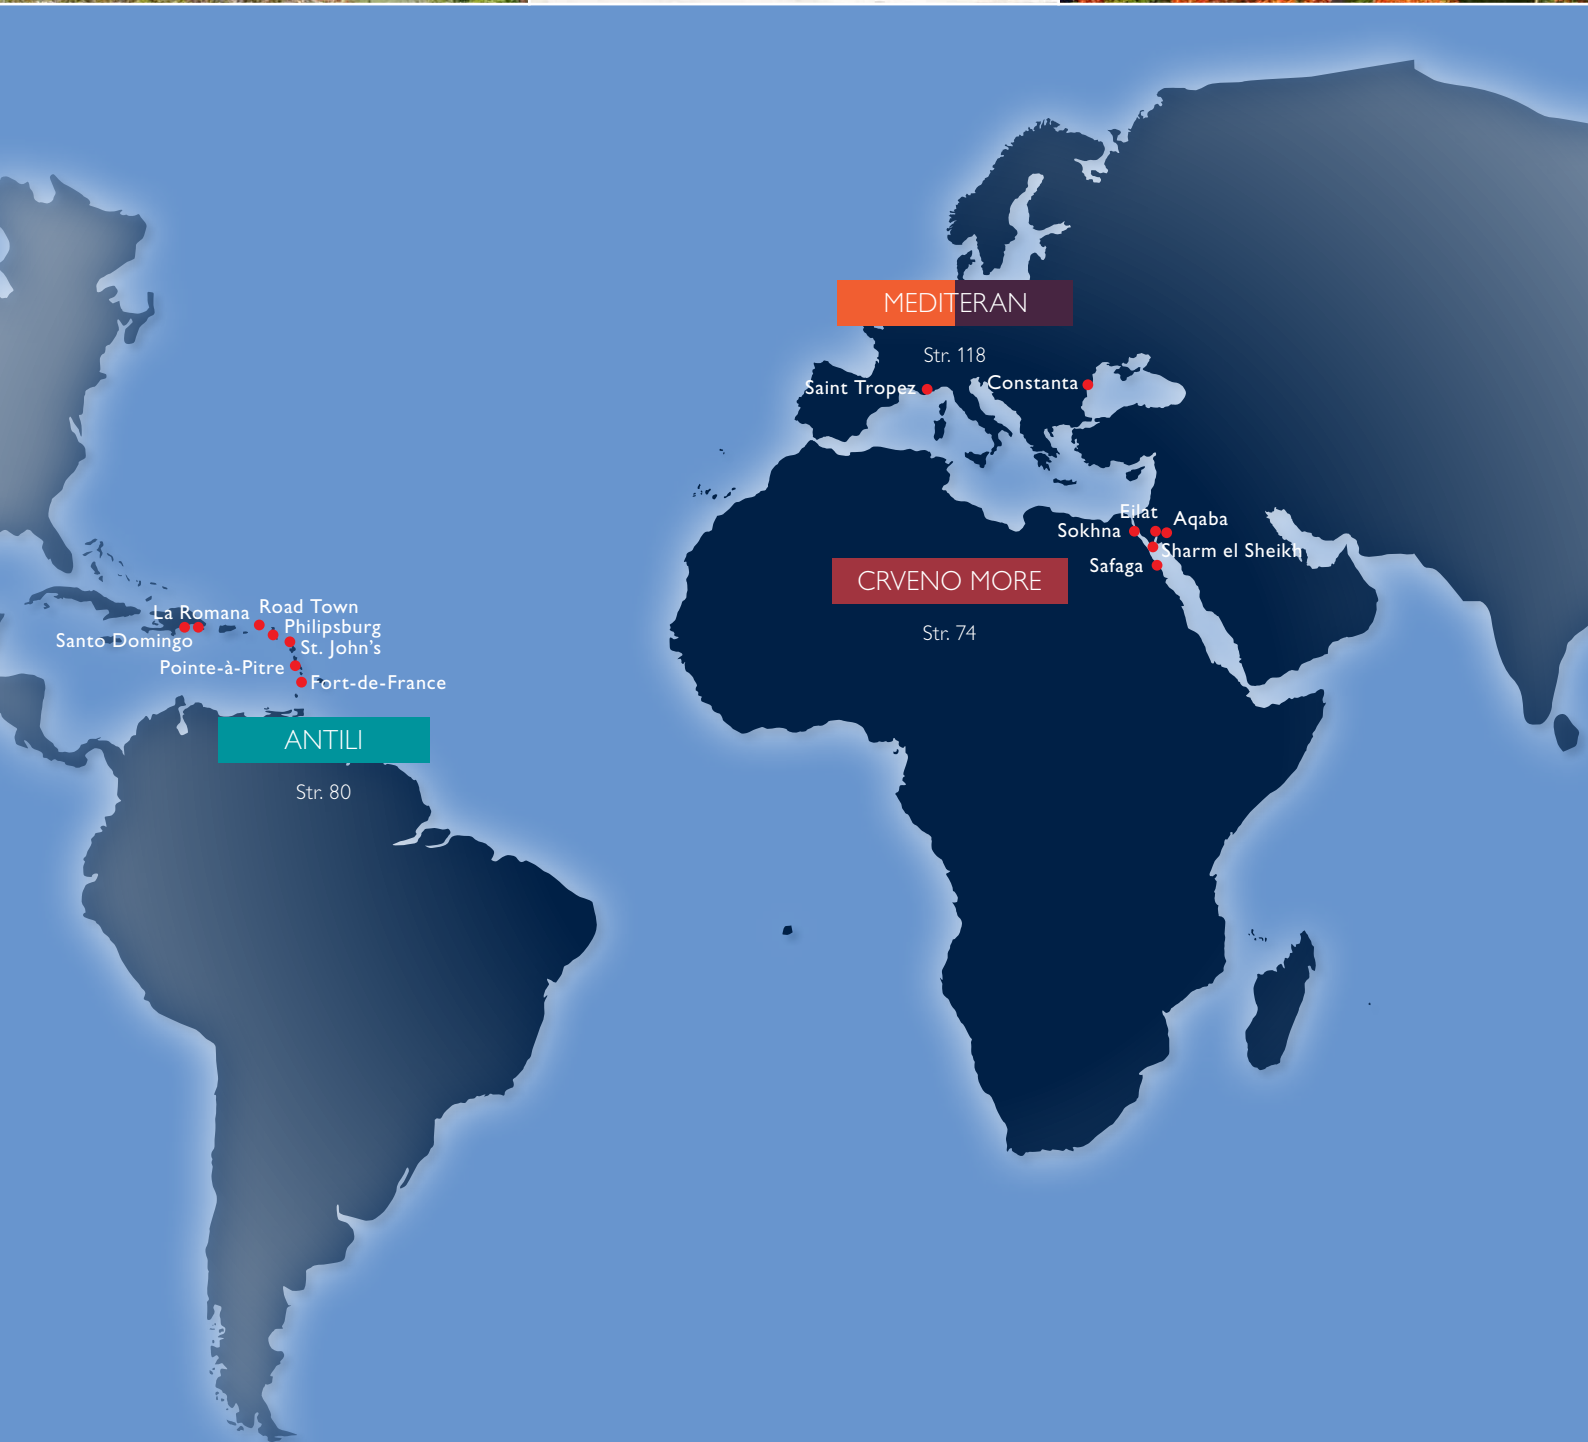 MEDITERAN
Str. 118
Saint Tropez
Constanta
Eilat
Aqaba
Sokhna
Sharm el Sheikh
Safaga
CRVENO MORE
Str. 74
La Romana
Road Town
Philipsburg
Santo Domingo
St. John’s
Pointe-à-Pitre
Fort-de-France
ANTILI
Str. 80